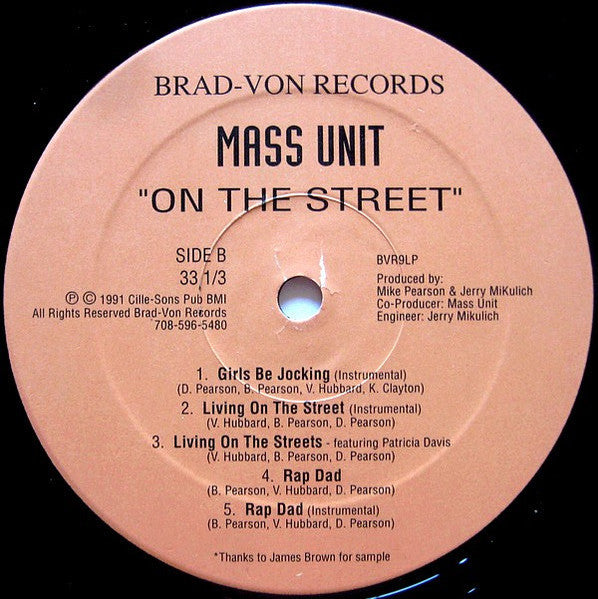 BRAD-VON RECORDS
MASS UNIT
"ON THE STREET"
SIDE B
33 1/3
℗ © 1991 Cille-Sons Pub BMI
All Rights Reserved Brad-Von Records
708-596-5480
BVR9LP
Produced by:
Mike Pearson & Jerry MiKulich
Co-Producer: Mass Unit
Engineer: Jerry Mikulich
1. Girls Be Jocking (Instrumental)
(D. Pearson, B. Pearson, V. Hubbard, K. Clayton)
2. Living On The Street (Instrumental)
(V. Hubbard, B. Pearson, D. Pearson)
3. Living On The Streets - featuring Patricia Davis
(V. Hubbard, B. Pearson, D. Pearson)
4. Rap Dad
(B. Pearson, V. Hubbard, D. Pearson)
5. Rap Dad (Instrumental)
(B. Pearson, V. Hubbard, D. Pearson)
*Thanks to James Brown for sample